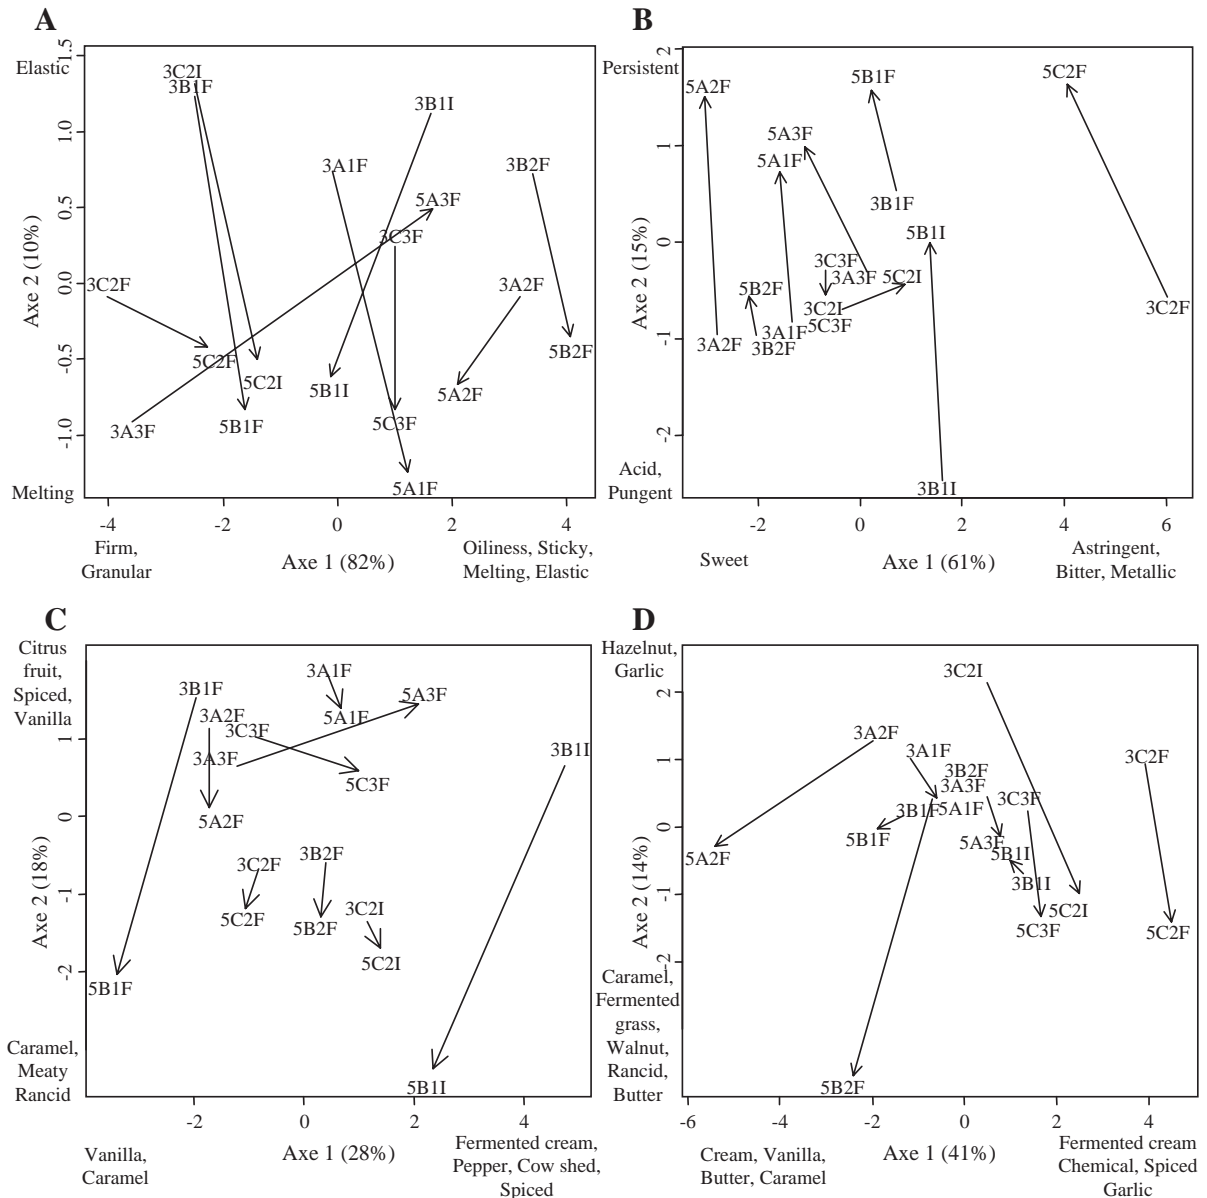 A
Elastic
1.5
1.0
0.5
0.0
-0.5
-1.0
Axe 2 (10%)
Melting
3C2I
3B1F
3B1I
3A1F
3B2F
5A3F
3C3F
3C2F
3A2F
5C2F
5C2I
5B1I
5B2F
5A2F
3A3F
5B1F
5C3F
5A1F
-4
-2
0
2
4
Firm,
Granular
Axe 1 (82%)
Oiliness, Sticky,
Melting, Elastic
B
Persistent
2
1
0
-1
-2
Axe 2 (15%)
Acid,
Pungent
5A2F
5B1F
5C2F
5A3F
5A1F
3B1F
5B1I
3C3F
3A3F
5C2I
5B2F
3C2I
5C3F
3C2F
3A2F
3A1F
3B2F
3B1I
-2
0
2
4
6
Sweet
Axe 1 (61%)
Astringent,
Bitter, Metallic
C
Citrus
fruit,
Spiced,
Vanilla
1
0
-1
-2
Axe 2 (18%)
Caramel,
Meaty
Rancid
3A1F
3B1F
5A3F
3A2F
5A1F
3C3F
3A3F
3B1I
5C3F
5A2F
3C2F
3B2F
3C2I
5C2F
5B2F
5C2I
5B1F
5B1I
-2
0
2
4
Vanilla,
Caramel
Axe 1 (28%)
Fermented cream,
Pepper, Cow shed,
Spiced
D
Hazelnut,
Garlic
2
1
0
-1
-2
Axe 2 (14%)
Caramel,
Fermented
grass,
Walnut,
Rancid,
Butter
3C2I
3A2F
3A1F
3C2F
3B2F
3A3F
3C3F
3B1F
5A1F
5B1F
5A3F
5B1I
5A2F
3B1I
5C2I
5C3F
5C2F
5B2F
-6
-4
-2
0
2
4
Cream, Vanilla,
Butter, Caramel
Axe 1 (41%)
Fermented cream
Chemical, Spiced
Garlic